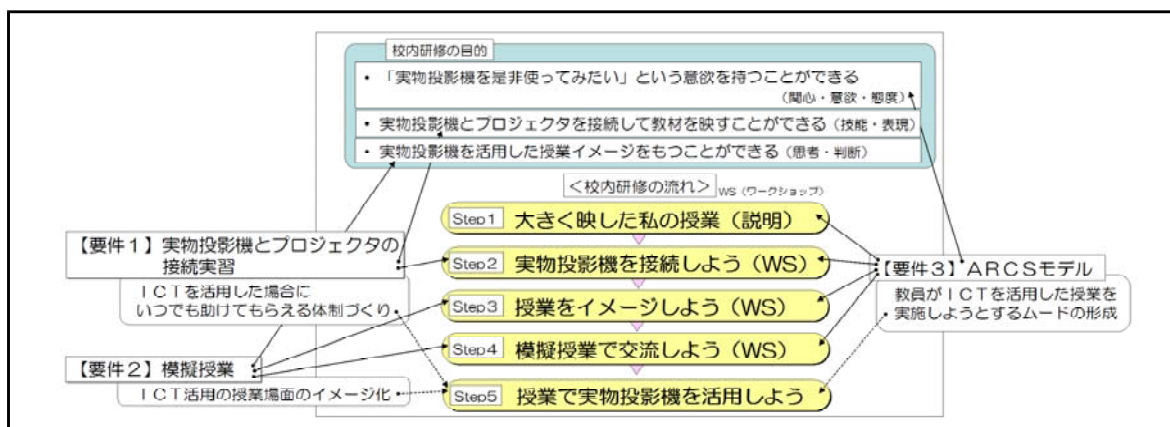 校内研修の目的
・「実物投影機を是非使ってみたい」という意欲を持つことができる
(関心・意欲・態度)
・実物投影機とプロジェクタを接続して教材を映すことができる(技能・表現)
・実物投影機を活用した授業イメージをもつことができる(思考・判断)
<校内研修の流れ>WS(ワークショップ)
Step1 大きく映した私の授業(説明)
Step2 実物投影機を接続しよう(WS)
Step3 授業をイメージしよう(WS)
Step4 模擬授業で交流しよう(WS)
Step5 授業で実物投影機を活用しよう
【要件1】実物投影機とプロジェクタの
接続実習
ICTを活用した場合に
いつでも助けてもらえる体制づくり
【要件2】模擬授業
ICT活用の授業場面のイメージ化
【要件3】ARCSモデル
教員がICTを活用した授業を
実施しようとするムードの形成